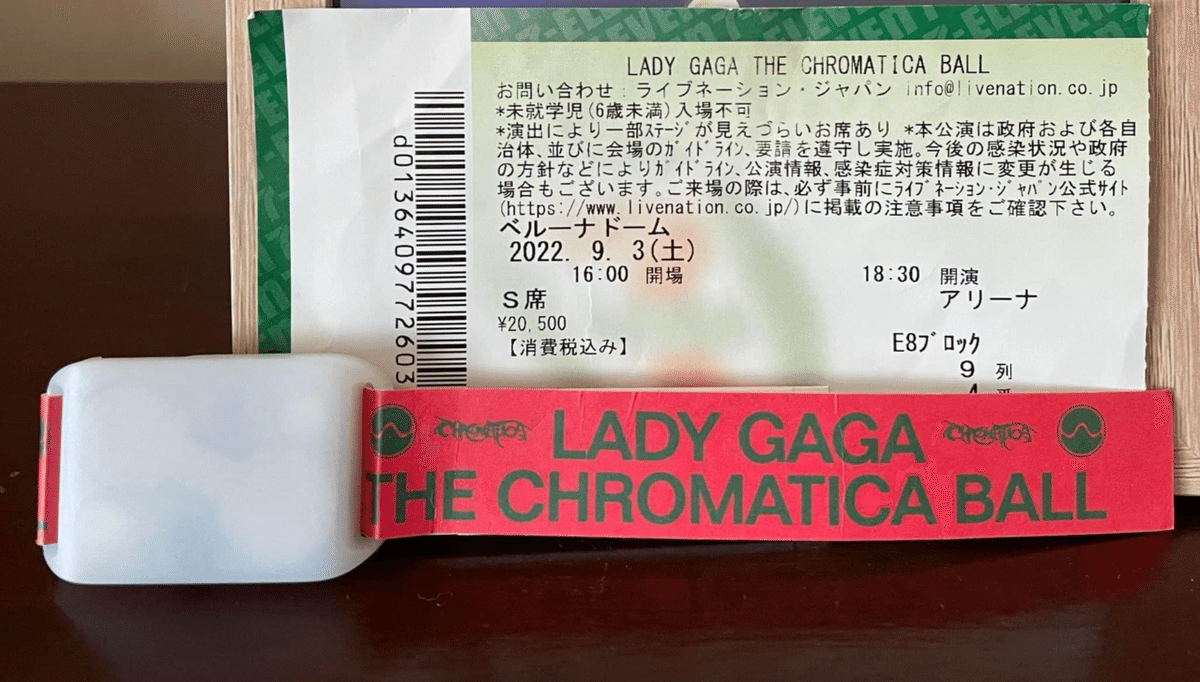 7-ELEVEN
LADY GAGA THE CHROMATICA BALL
お問い合わせ：ライブネーション・ジャパン info@livenation.co.jp
*未就学児(6歳未満)入場不可
*演出により一部ｽﾃｰｼﾞが見えづらいお席あり *本公演は政府および各自
治体、並びに会場のｶﾞｲﾄﾞﾗｲﾝ、要請を遵守し実施。今後の感染状況や政府
の方針などによりｶﾞｲﾄﾞﾗｲﾝ、公演情報、感染症対策情報に変更が生じる
場合もございます。ご来場の際は、必ず事前にﾗｲﾌﾞﾈｰｼｮﾝ・ｼﾞｬﾊﾟﾝ公式サイト
(https://www.livenation.co.jp/)に掲載の注意事項をご確認下さい。
ベルーナドーム
2022. 9. 3(土)
16:00 開場 18:30 開演
S席 アリーナ
¥20,500
【消費税込み】 E8ﾌﾞﾛｯｸ
9 列
d0136409772603
CHROMATICA LADY GAGA CHROMATICA
THE CHROMATICA BALL